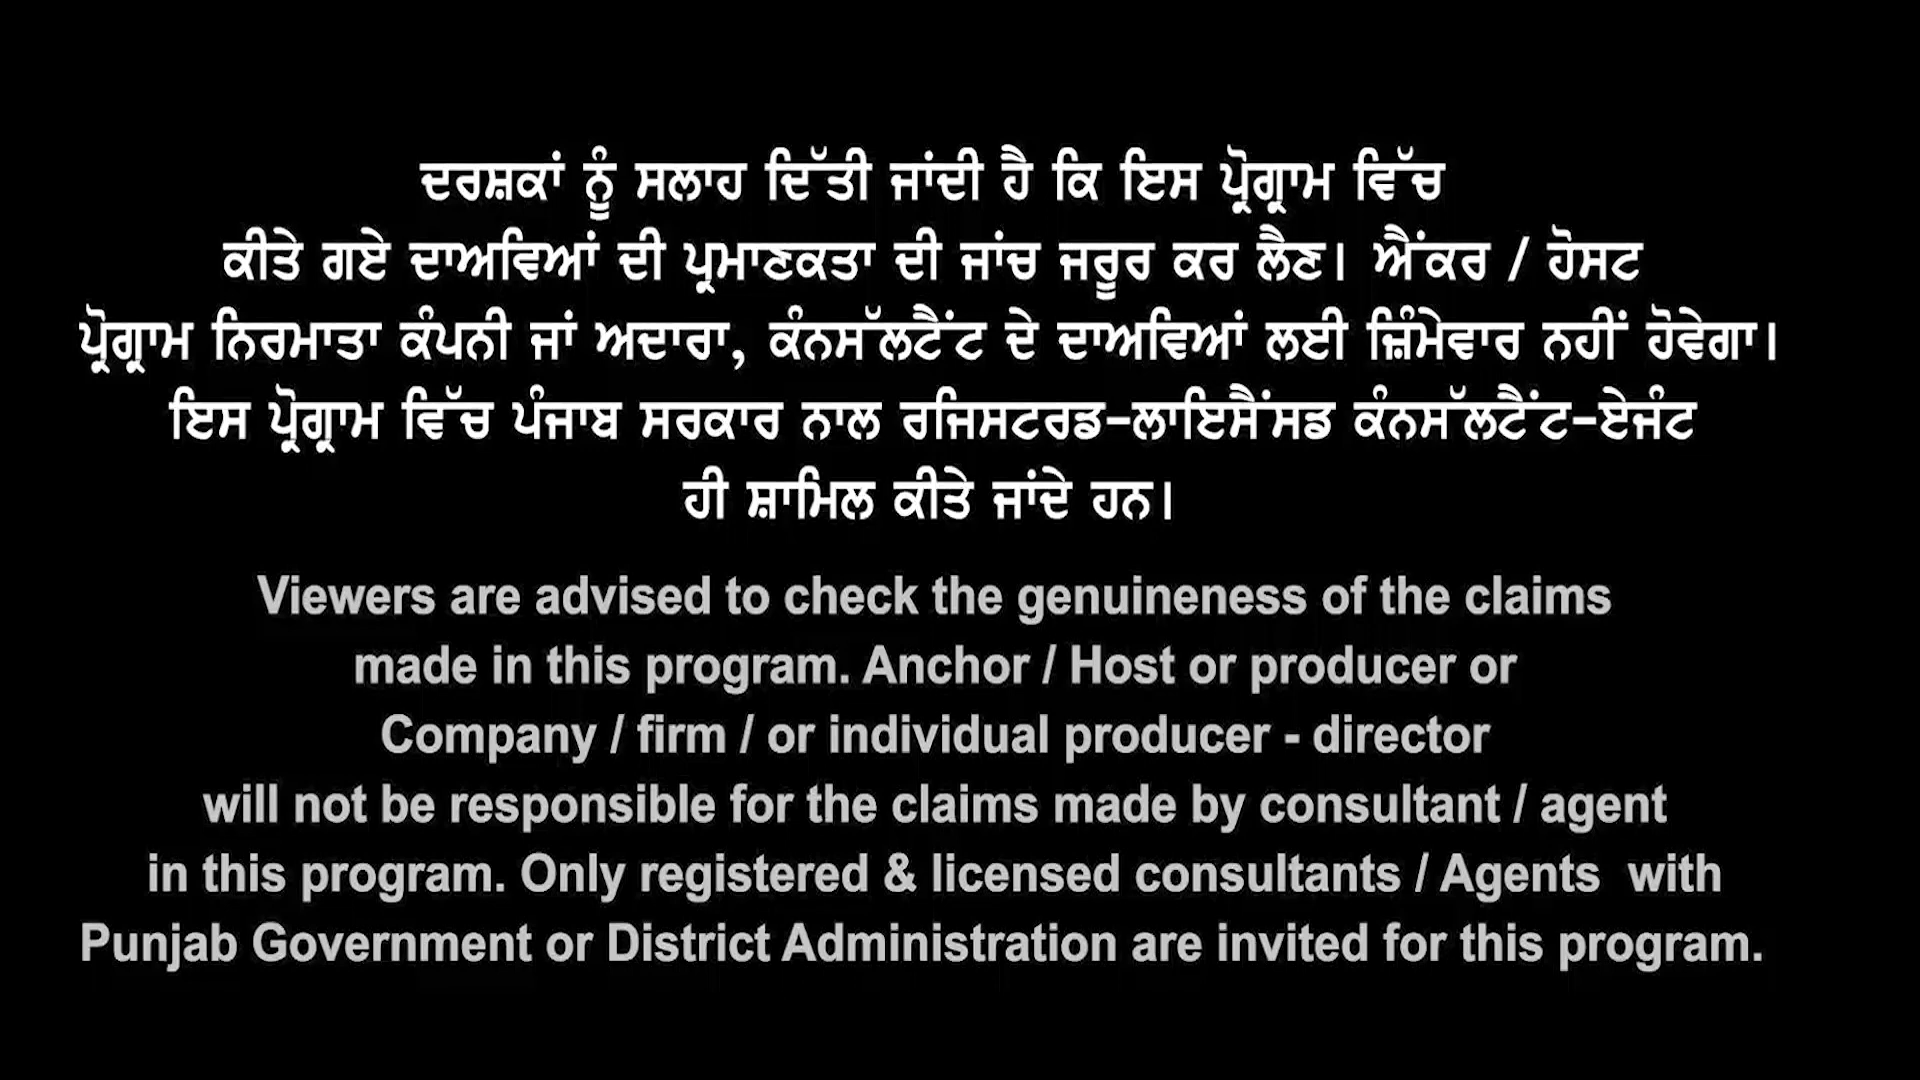 ਦਰਸ਼ਕਾਂ ਨੂੰ ਸਲਾਹ ਦਿੱਤੀ ਜਾਂਦੀ ਹੈ ਕਿ ਇਸ ਪ੍ਰੋਗ੍ਰਾਮ ਵਿੱਚ
ਕੀਤੇ ਗਏ ਦਾਅਵਿਆਂ ਦੀ ਪ੍ਰਮਾਣਕਤਾ ਦੀ ਜਾਂਚ ਜਰੂਰ ਕਰ ਲੈਣ। ਐਂਕਰ / ਹੋਸਟ
ਪ੍ਰੋਗ੍ਰਾਮ ਨਿਰਮਾਤਾ ਕੰਪਨੀ ਜਾਂ ਅਦਾਰਾ, ਕੰਨਸੱਲਟੈਂਟ ਦੇ ਦਾਅਵਿਆਂ ਲਈ ਜ਼ਿੰਮੇਵਾਰ ਨਹੀਂ ਹੋਵੇਗਾ।
ਇਸ ਪ੍ਰੋਗ੍ਰਾਮ ਵਿੱਚ ਪੰਜਾਬ ਸਰਕਾਰ ਨਾਲ ਰਜਿਸਟਰਡ-ਲਾਇਸੈਂਸਡ ਕੰਨਸੱਲਟੈਂਟ-ਏਜੰਟ
ਹੀ ਸ਼ਾਮਿਲ ਕੀਤੇ ਜਾਂਦੇ ਹਨ।
Viewers are advised to check the genuineness of the claims
made in this program. Anchor / Host or producer or
Company / firm / or individual producer - director
will not be responsible for the claims made by consultant / agent
in this program. Only registered & licensed consultants / Agents with
Punjab Government or District Administration are invited for this program.